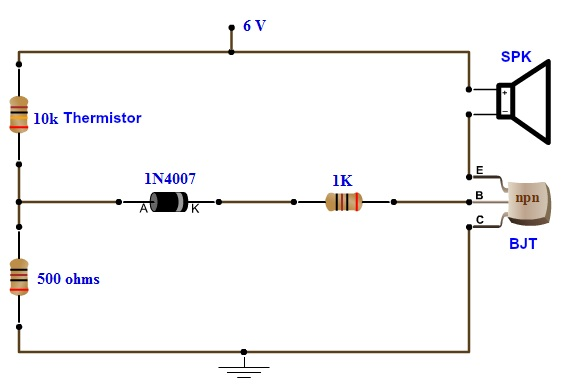 6 V
SPK
+
−
10k Thermistor
1N4007
A
K
1K
E
B
C
npn
BJT
500 ohms